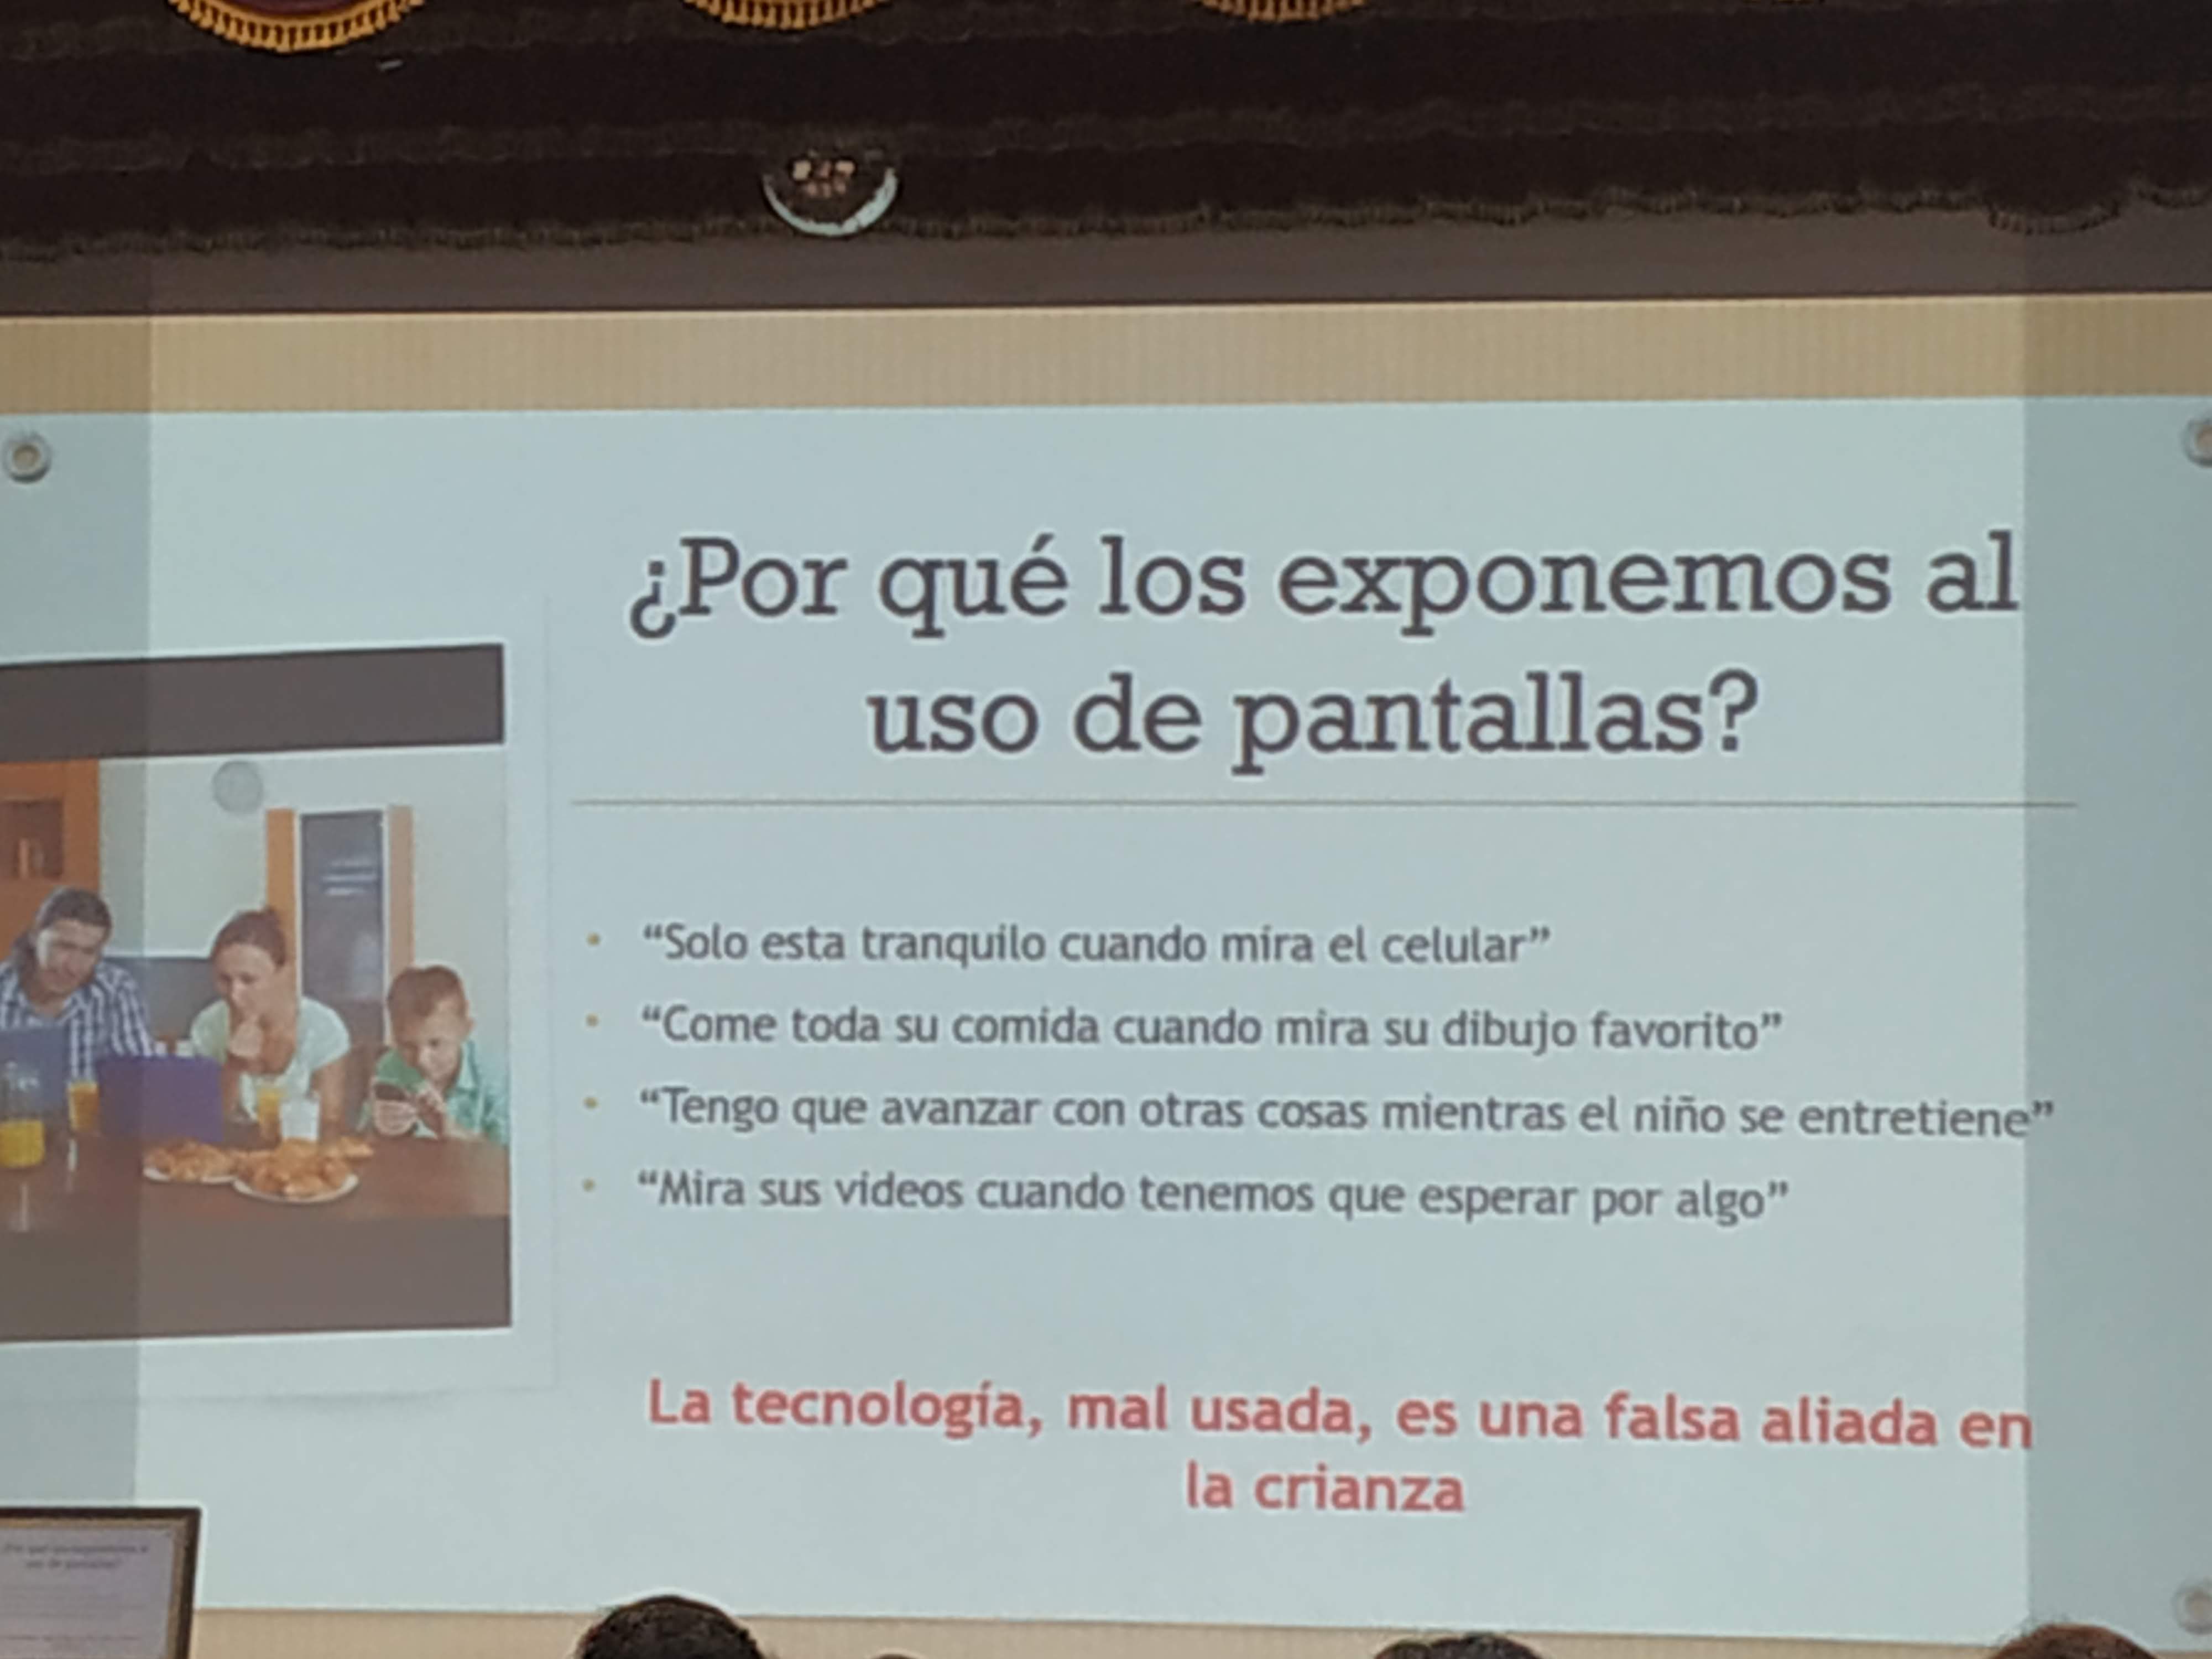 ¿Por qué los exponemos al
uso de pantallas?
• “Solo esta tranquilo cuando mira el celular”
• “Come toda su comida cuando mira su dibujo favorito”
• “Tengo que avanzar con otras cosas mientras el niño se entretiene”
• “Mira sus videos cuando tenemos que esperar por algo”
La tecnología, mal usada, es una falsa aliada en
la crianza